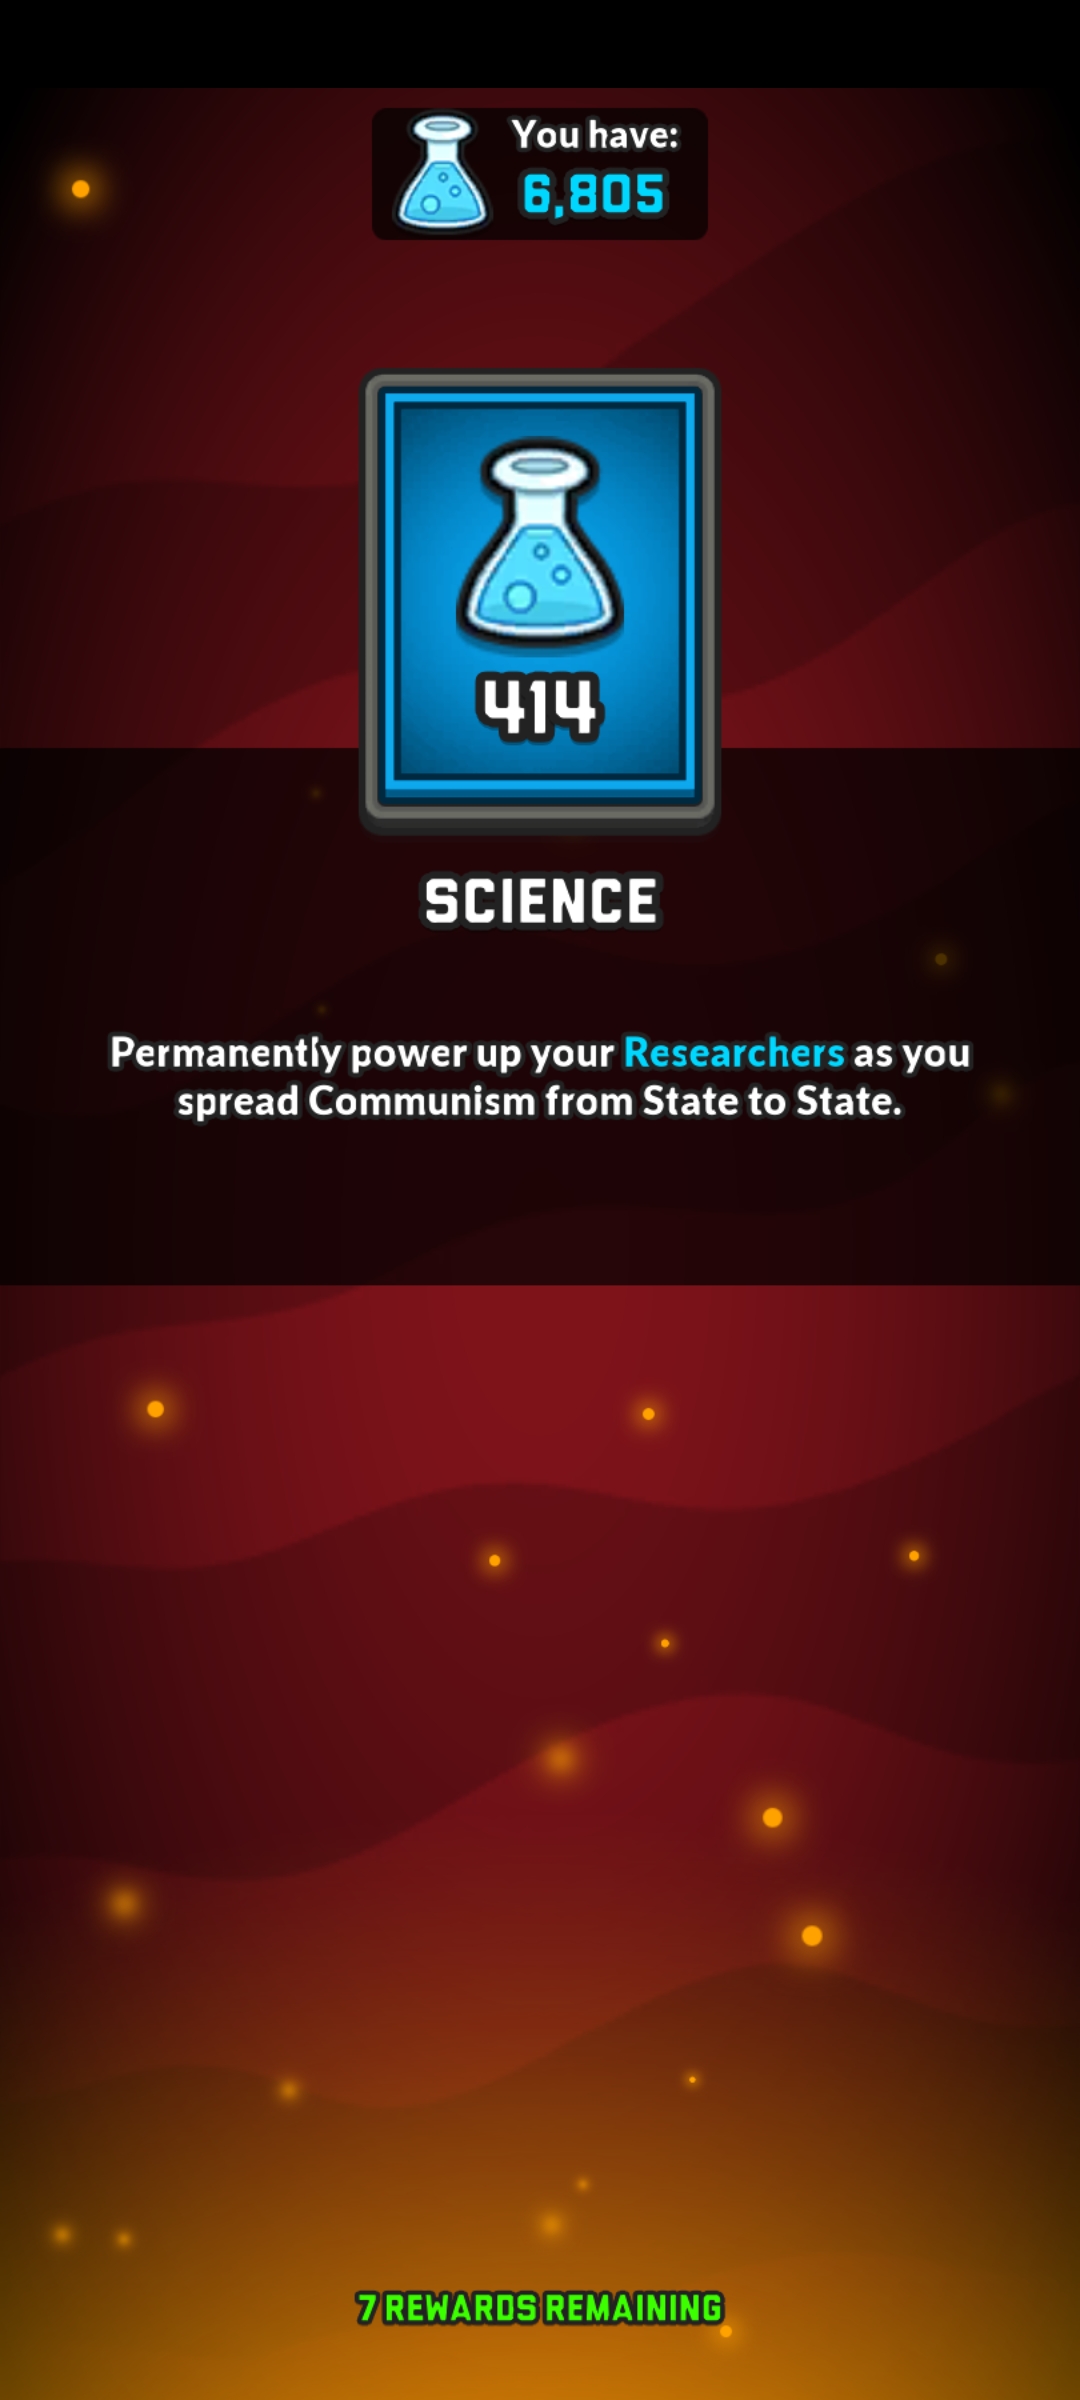 You have:
6,805
414
SCIENCE
Permanently power up your Researchers as you
spread Communism from State to State.
7 REWARDS REMAINING